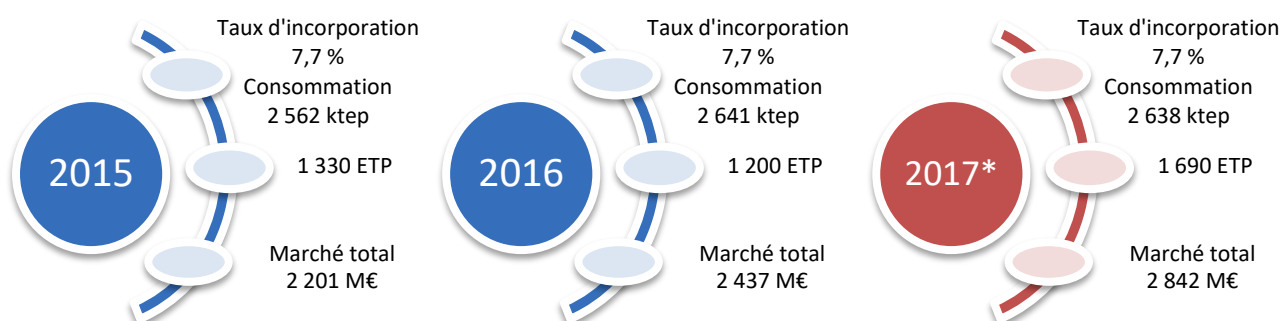 Taux d'incorporation
7,7 %
Consommation
2 562 ktep
2015
1 330 ETP
Marché total
2 201 M€
Taux d'incorporation
7,7 %
Consommation
2 641 ktep
2016
1 200 ETP
Marché total
2 437 M€
Taux d'incorporation
7,7 %
Consommation
2 638 ktep
2017*
1 690 ETP
Marché total
2 842 M€